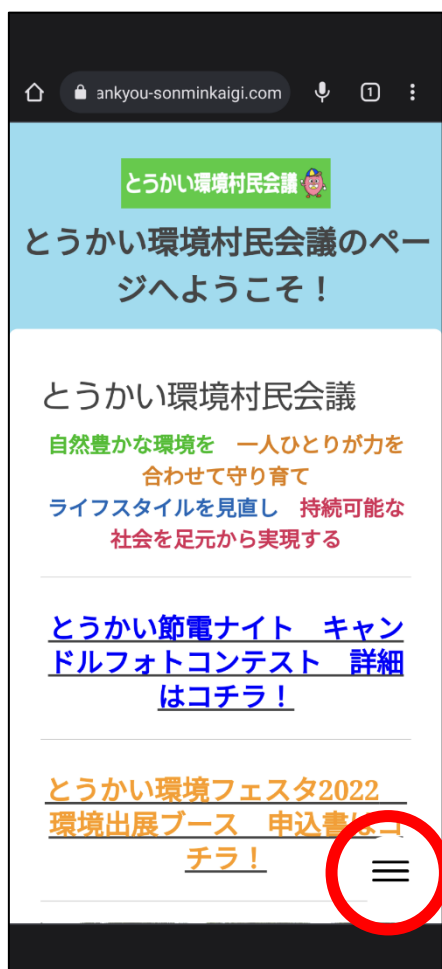 ankyou-sonminkaigi.com 1
とうかい環境村民会議
とうかい環境村民会議のペー
ジへようこそ！
とうかい環境村民会議
自然豊かな環境を　一人ひとりが力を
合わせて守り育て
ライフスタイルを見直し　持続可能な
社会を足元から実現する
とうかい節電ナイト　キャン
ドルフォトコンテスト　詳細
はコチラ！
とうかい環境フェスタ2022
環境出展ブース　申込書はコ
チラ！